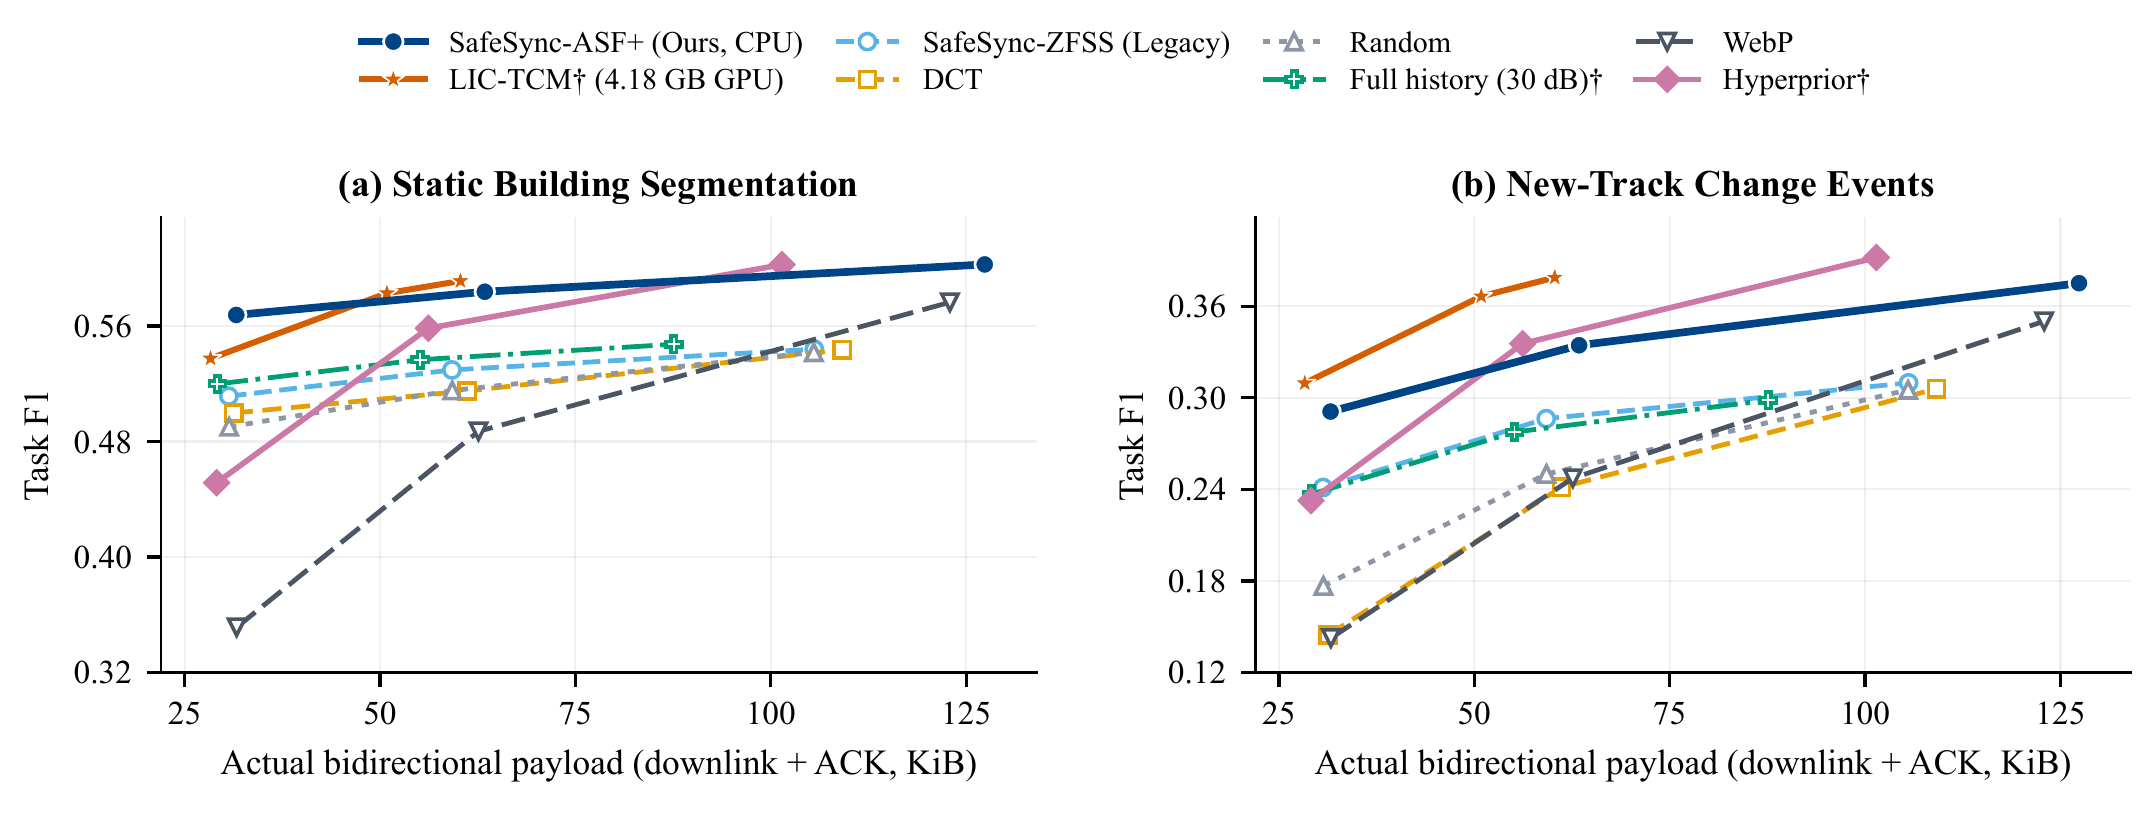 SafeSync-ASF+ (Ours, CPU)
LIC-TCM† (4.18 GB GPU)
SafeSync-ZFSS (Legacy)
DCT
Random
Full history (30 dB)†
WebP
Hyperprior†
(a) Static Building Segmentation
Task F1
0.56
0.48
0.40
0.32
25 50 75 100 125
Actual bidirectional payload (downlink + ACK, KiB)
(b) New-Track Change Events
Task F1
0.36
0.30
0.24
0.18
0.12
25 50 75 100 125
Actual bidirectional payload (downlink + ACK, KiB)